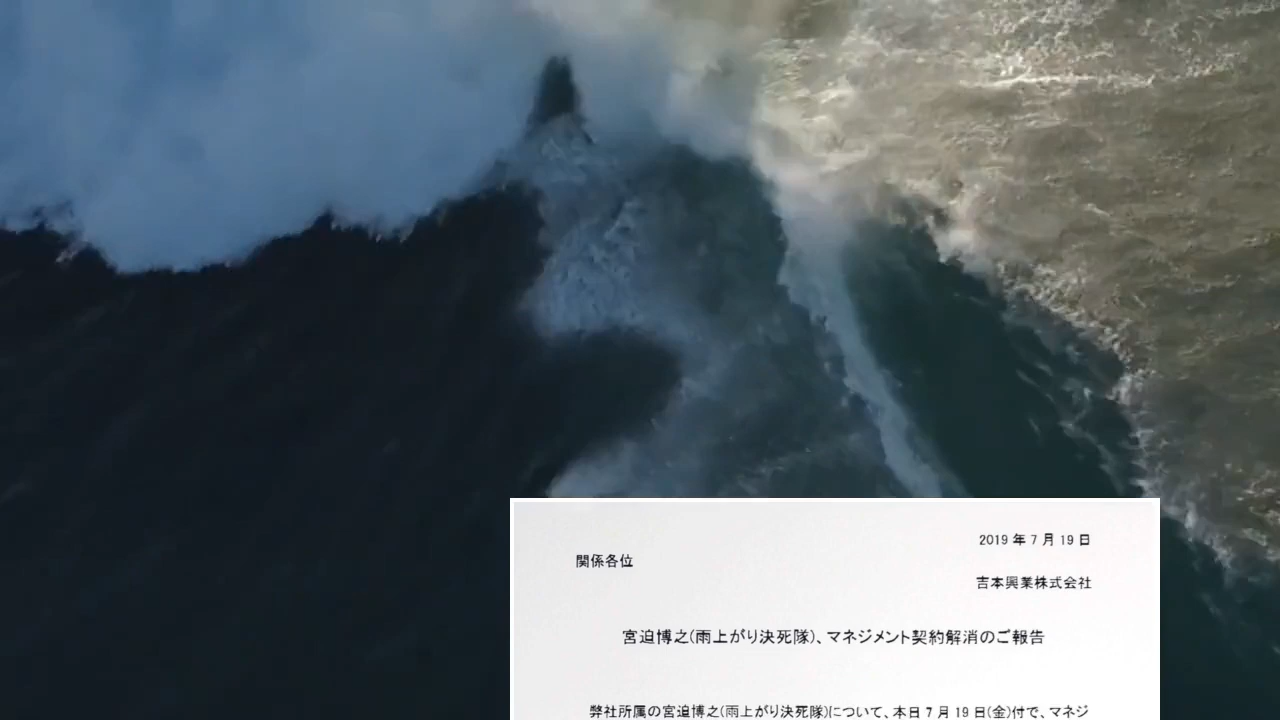 2019 年 7 月 19 日
関係各位
吉本興業株式会社
宮迫博之(雨上がり決死隊)、マネジメント契約解消のご報告
弊社所属の宮迫博之(雨上がり決死隊)について、本日 7 月 19 日(金)付で、マネジ